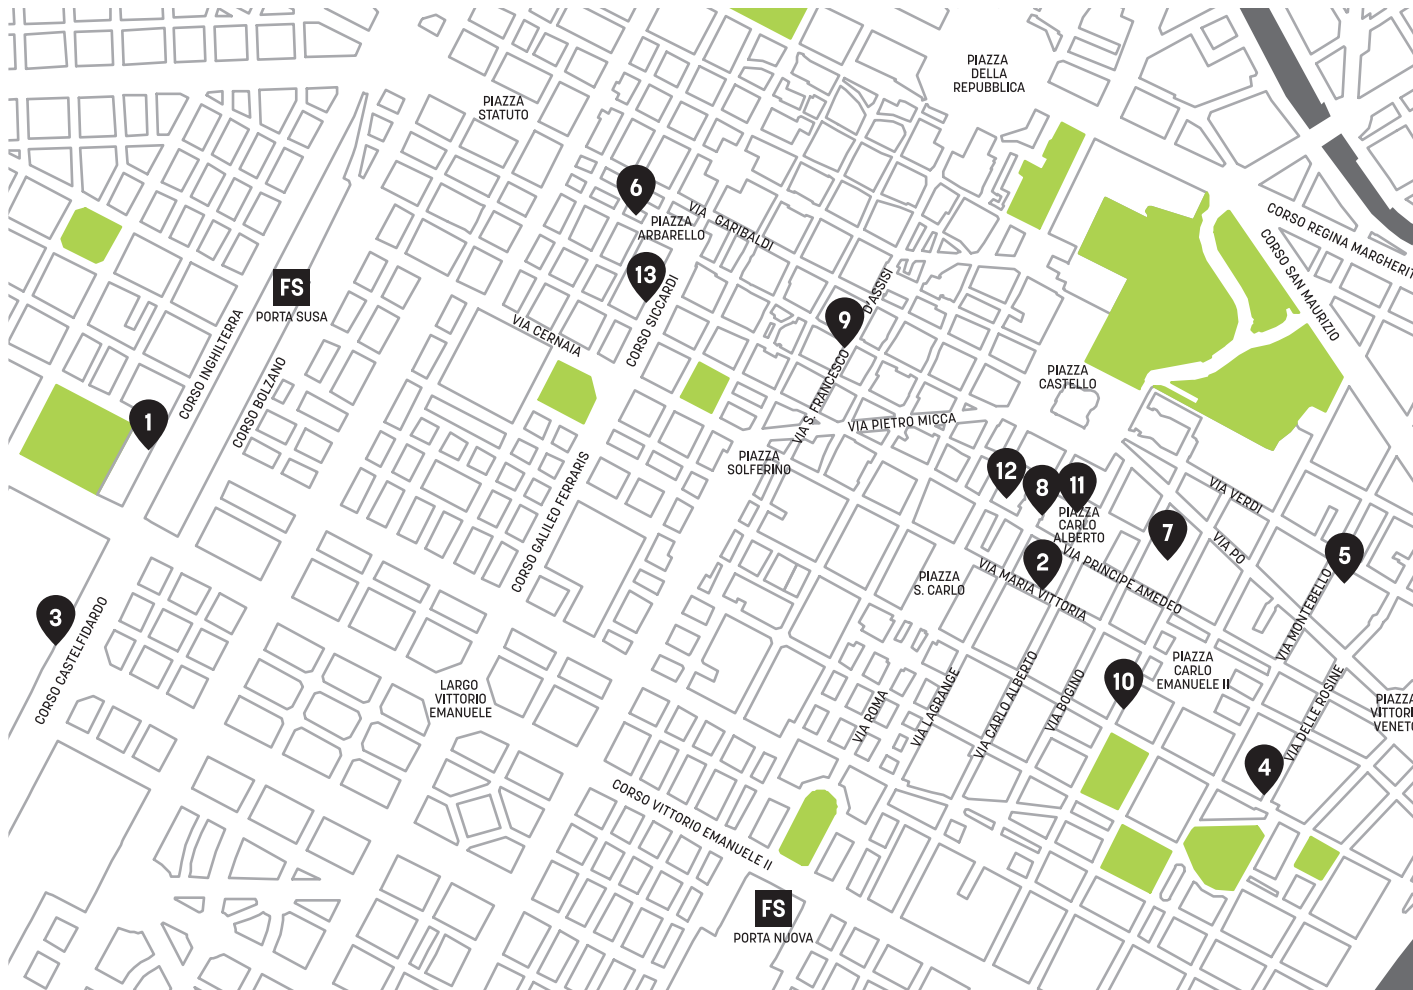 PIAZZA
DELLA
REPUBBLICA
PIAZZA
STATUTO
6
VIA GARIBALDI
PIAZZA
ARBARELLO
CORSO REGINA MARGHERIT
CORSO SAN MAURIZIO
13
FS
PORTA SUSA
CORSO SICCARDI
VIA CERNAIA
9
VIA S. FRANCESCO D'ASSISI
CORSO INGHILTERRA
CORSO BOLZANO
PIAZZA
CASTELLO
1
VIA PIETRO MICCA
PIAZZA
SOLFERINO
12
8
11
PIAZZA
CARLO
ALBERTO
VIA VERDI
7
VIA PO
5
CORSO GALILEO FERRARIS
2
VIA PRINCIPE AMEDEO
VIA MARIA VITTORIA
PIAZZA
S. CARLO
3
CORSO CASTELFIDARDO
VIA MONTEBELLO
PIAZZA
CARLO
EMANUELE II
10
LARGO
VITTORIO
EMANUELE
VIA ROMA
VIA LAGRANGE
VIA CARLO ALBERTO
VIA BOGINO
VIA DELLE ROSINE
PIAZZA
VITTORI
VENETO
4
CORSO VITTORIO EMANUELE II
FS
PORTA NUOVA